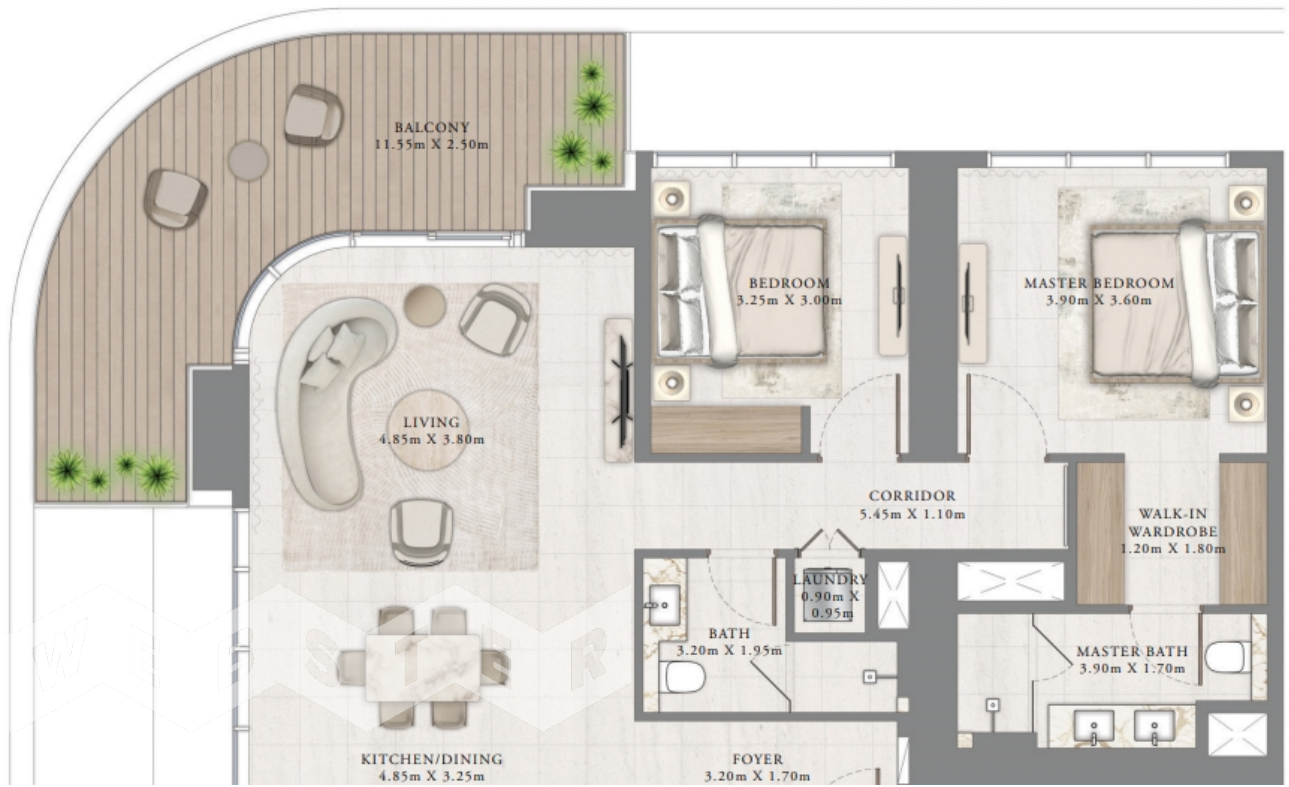 BALCONY
11.55m X 2.50m
BEDROOM
3.25m X 3.00m
MASTER BEDROOM
3.90m X 3.60m
LIVING
4.85m X 3.80m
CORRIDOR
5.45m X 1.10m
WALK-IN
WARDROBE
1.20m X 1.80m
LAUNDRY
0.90m X
0.95m
BATH
3.20m X 1.95m
MASTER BATH
3.90m X 1.70m
WEBSTER
KITCHEN/DINING
4.85m X 3.25m
FOYER
3.20m X 1.70m